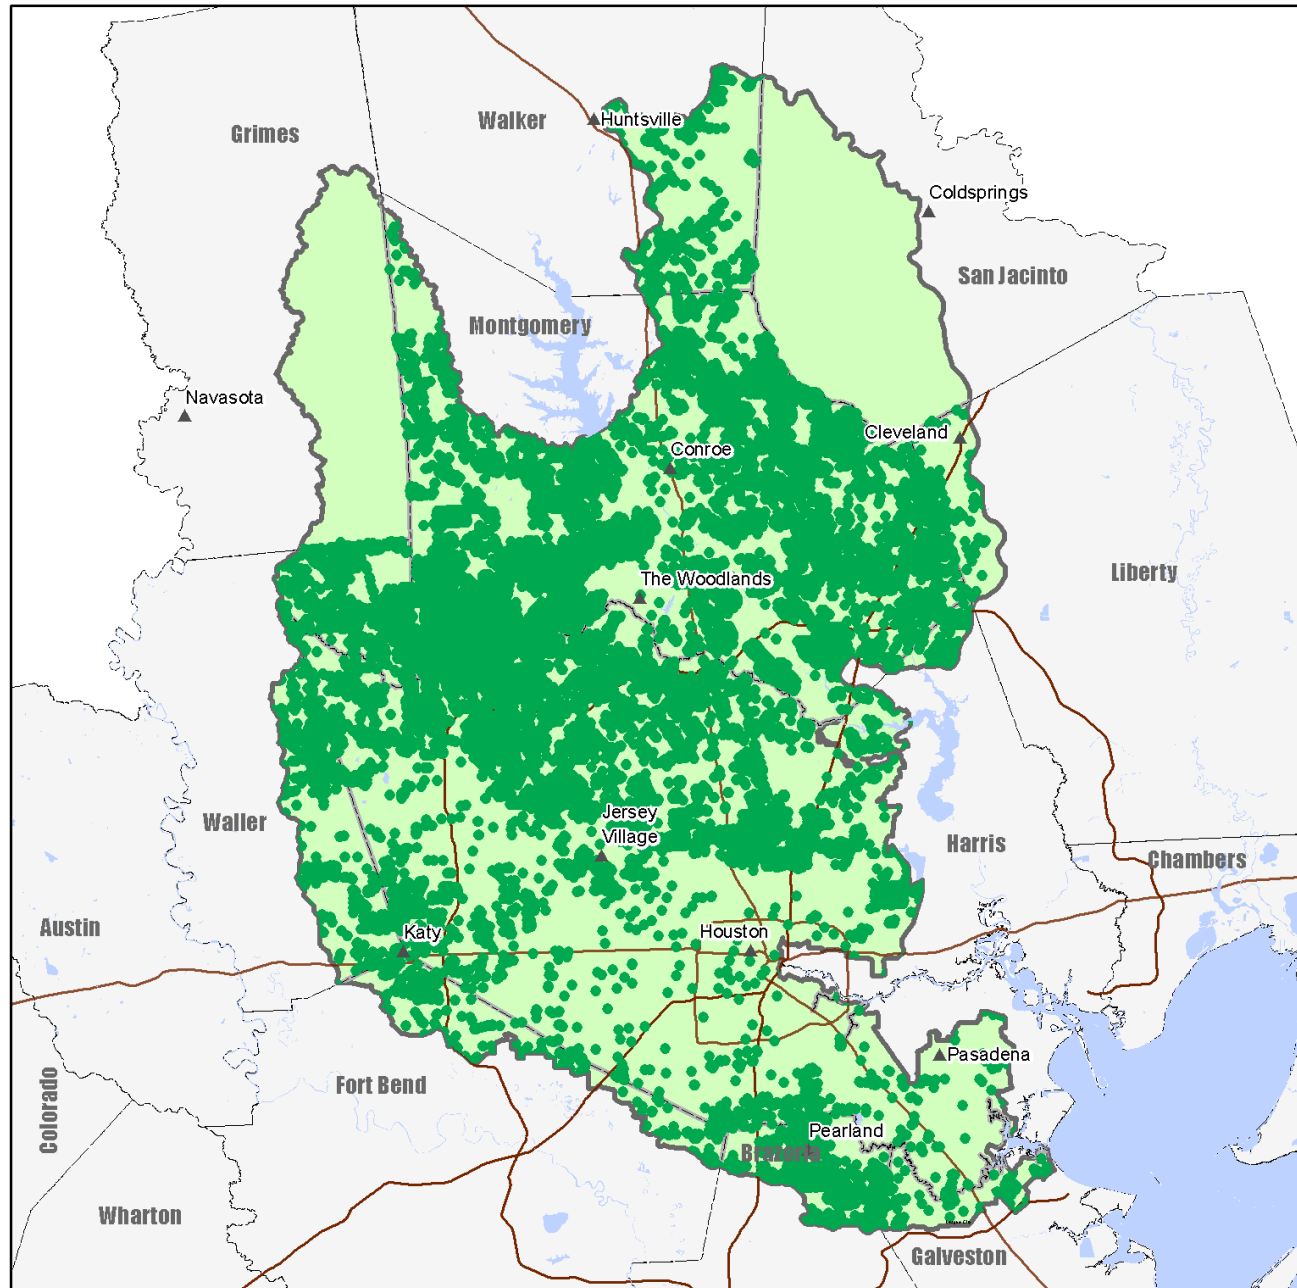 Huntsville
Walker
Grimes
Coldsprings
San Jacinto
Montgomery
Navasota
Cleveland
Conroe
Liberty
The Woodlands
Jersey
Village
Waller
Harris
Chambers
Austin
Katy
Houston
Pasadena
Fort Bend
Colorado
Pearland
Brazoria
Wharton
Galveston